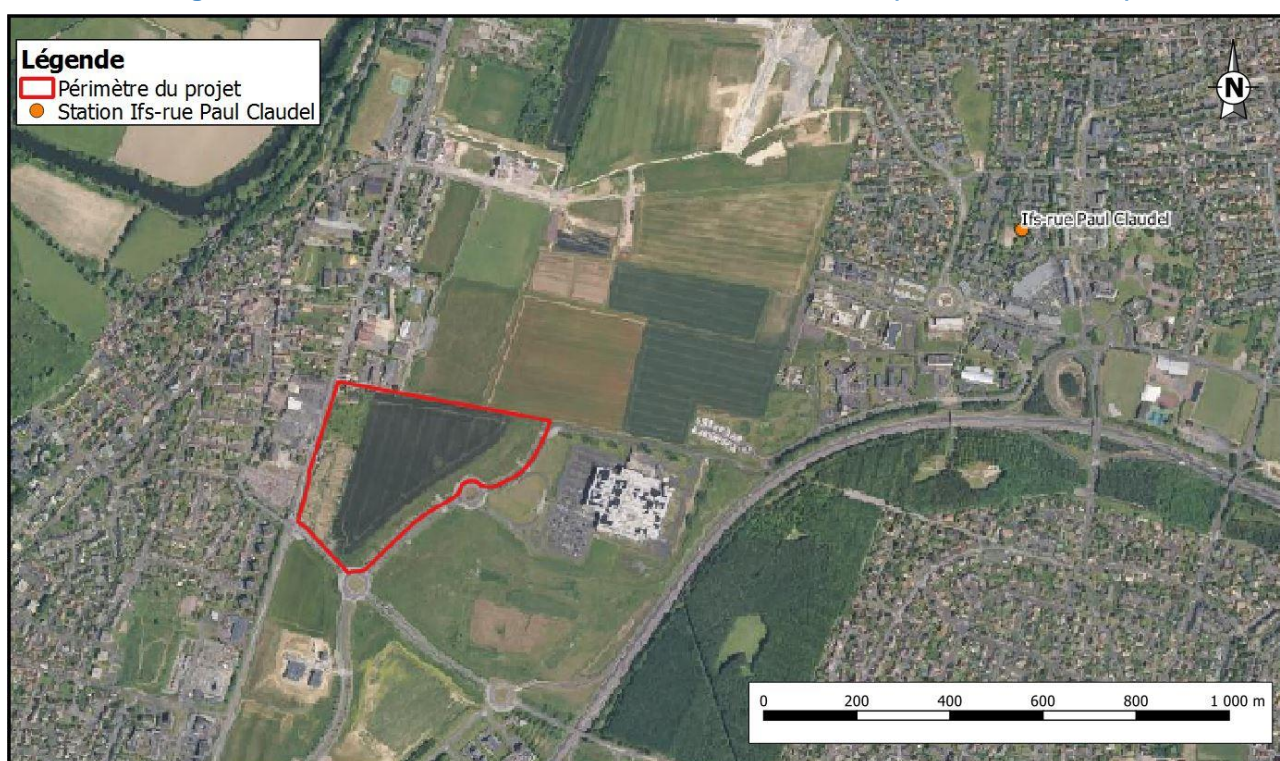 Légende
Périmètre du projet
Station Ifs-rue Paul Claudel
N
Ifs-rue Paul Claudel
0 200 400 600 800 1 000 m